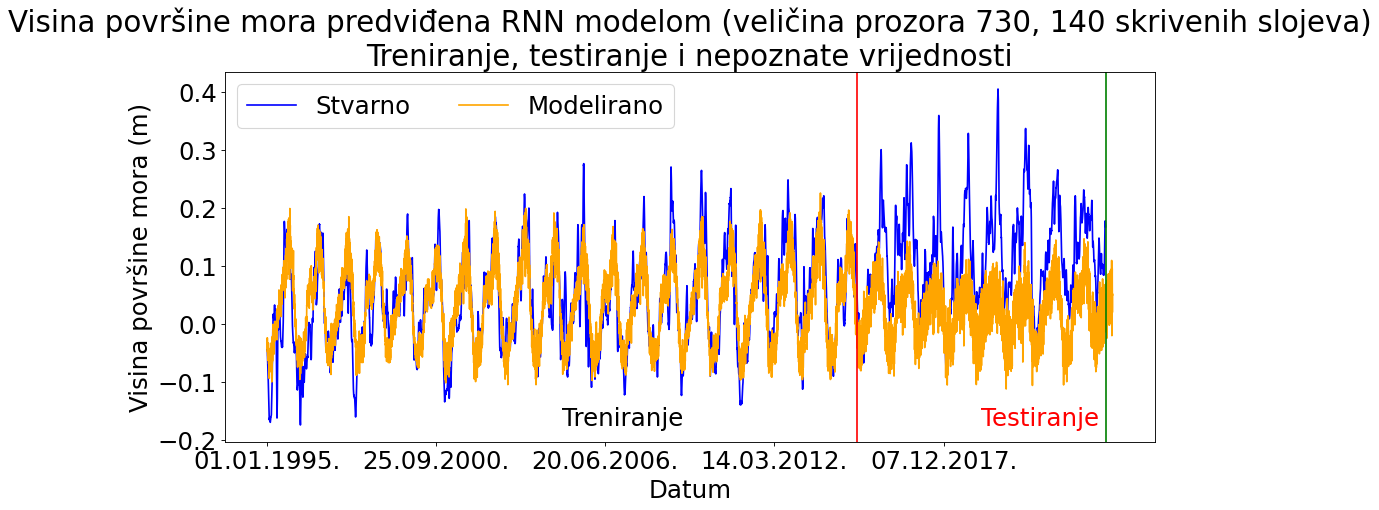 Visina površine mora predviđena RNN modelom (veličina prozora 730, 140 skrivenih slojeva)
Treniranje, testiranje i nepoznate vrijednosti
Stvarno
Modelirano
Visina površine mora (m)
0.4
0.3
0.2
0.1
0.0
−0.1
−0.2
Treniranje
Testiranje
01.01.1995.
25.09.2000.
20.06.2006.
14.03.2012.
07.12.2017.
Datum